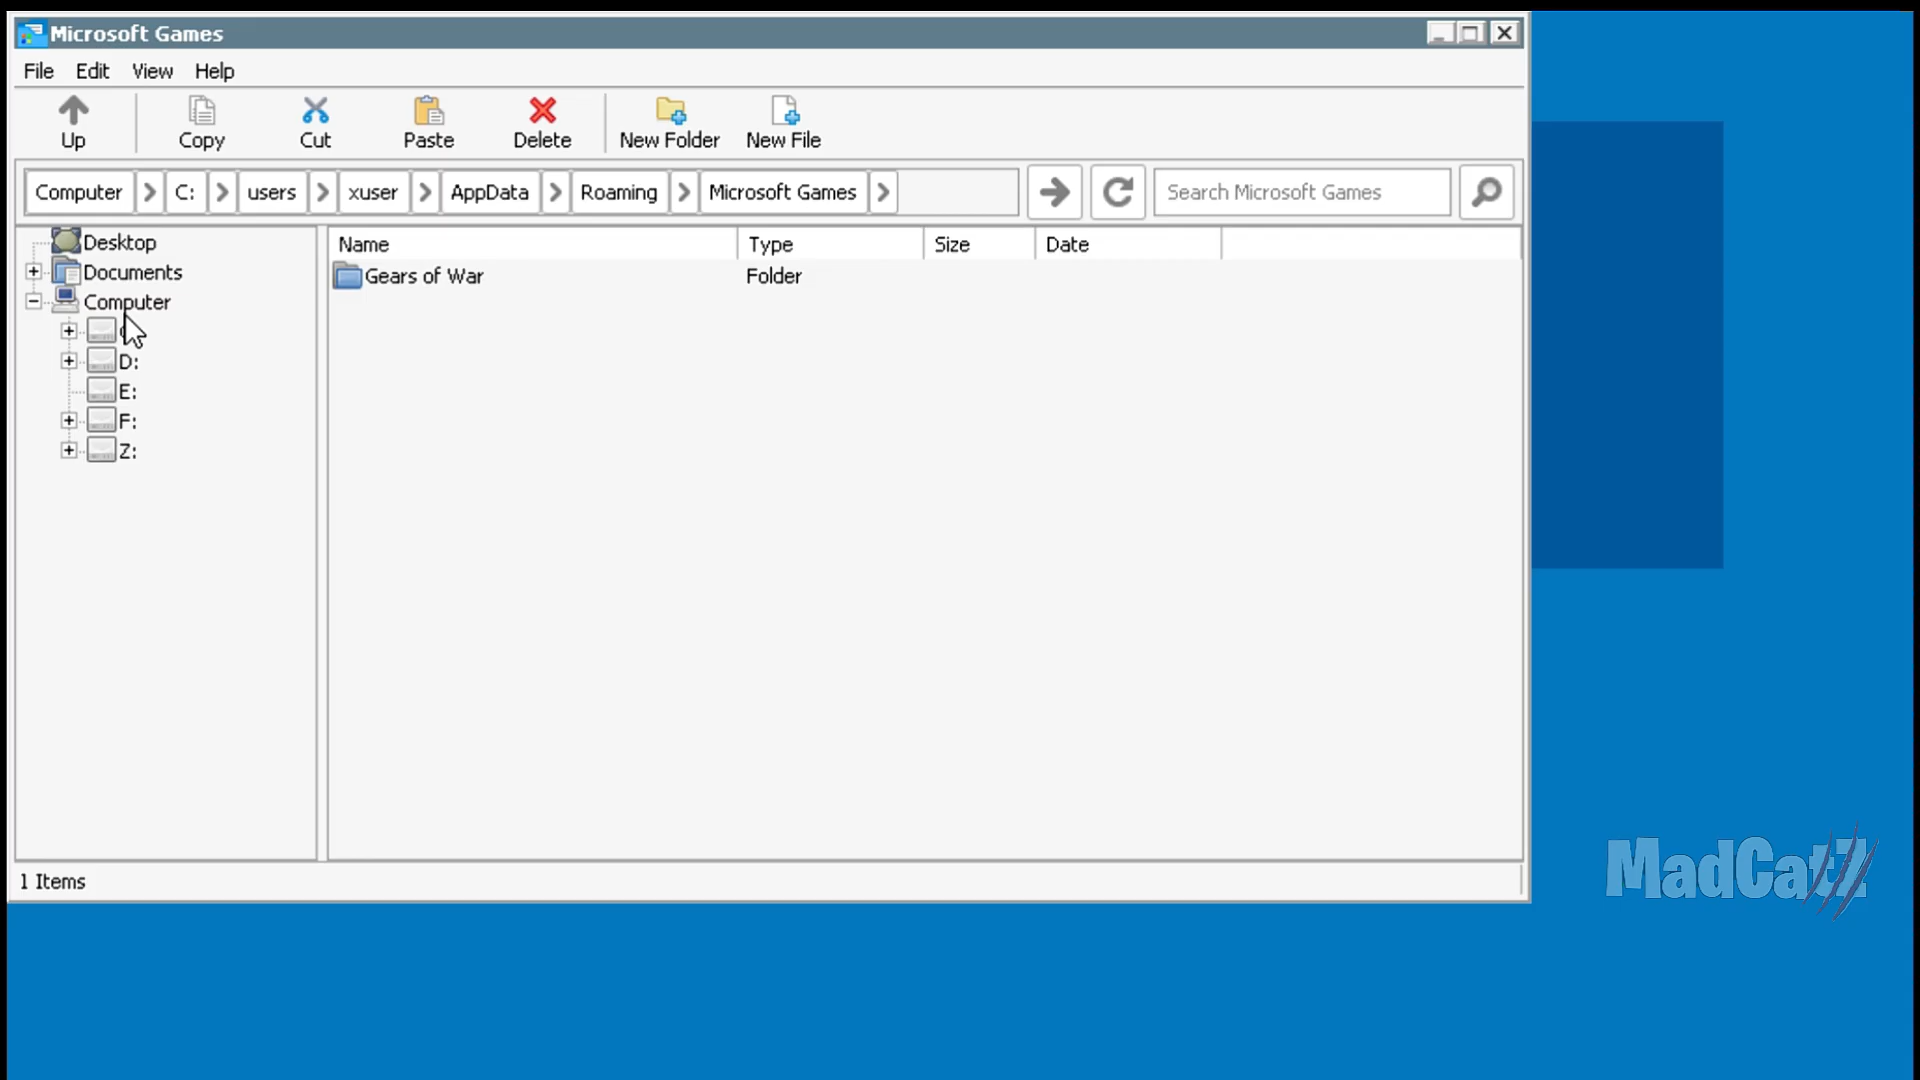 Microsoft Games
File Edit View Help
Up Copy Cut Paste Delete New Folder New File
Computer C: users xuser AppData Roaming Microsoft Games Search Microsoft Games
Desktop
Documents
Computer
D:
E:
F:
Z:
Name Type Size Date
Gears of War Folder
1 Items
MadCatZ